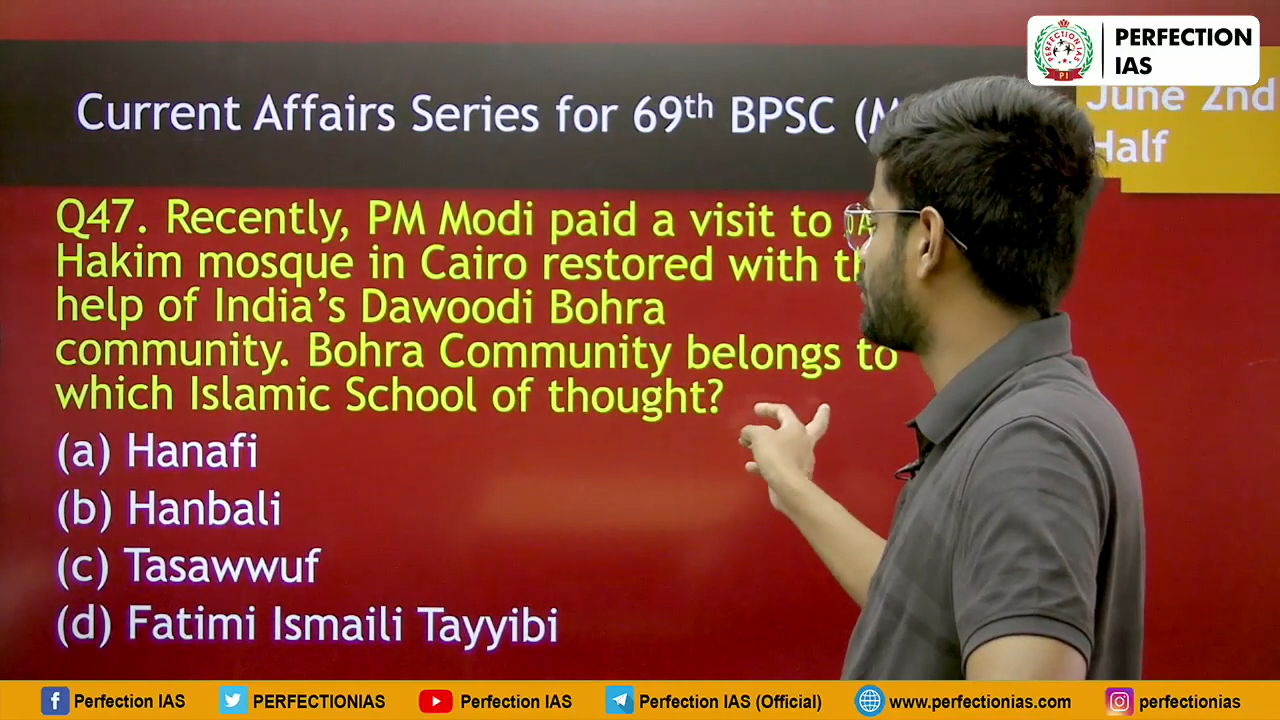 PERFECTION
IAS
PERFECTION IAS
PI
Current Affairs Series for 69th BPSC
June 2nd
Half
Q47. Recently, PM Modi paid a visit to
Hakim mosque in Cairo restored with
help of India’s Dawoodi Bohra
community. Bohra Community belongs to
which Islamic School of thought?
(a) Hanafi
(b) Hanbali
(c) Tasawwuf
(d) Fatimi Ismaili Tayyibi
Perfection IAS PERFECTIONIAS Perfection IAS Perfection IAS (Official) www.perfectionias.com perfectionias